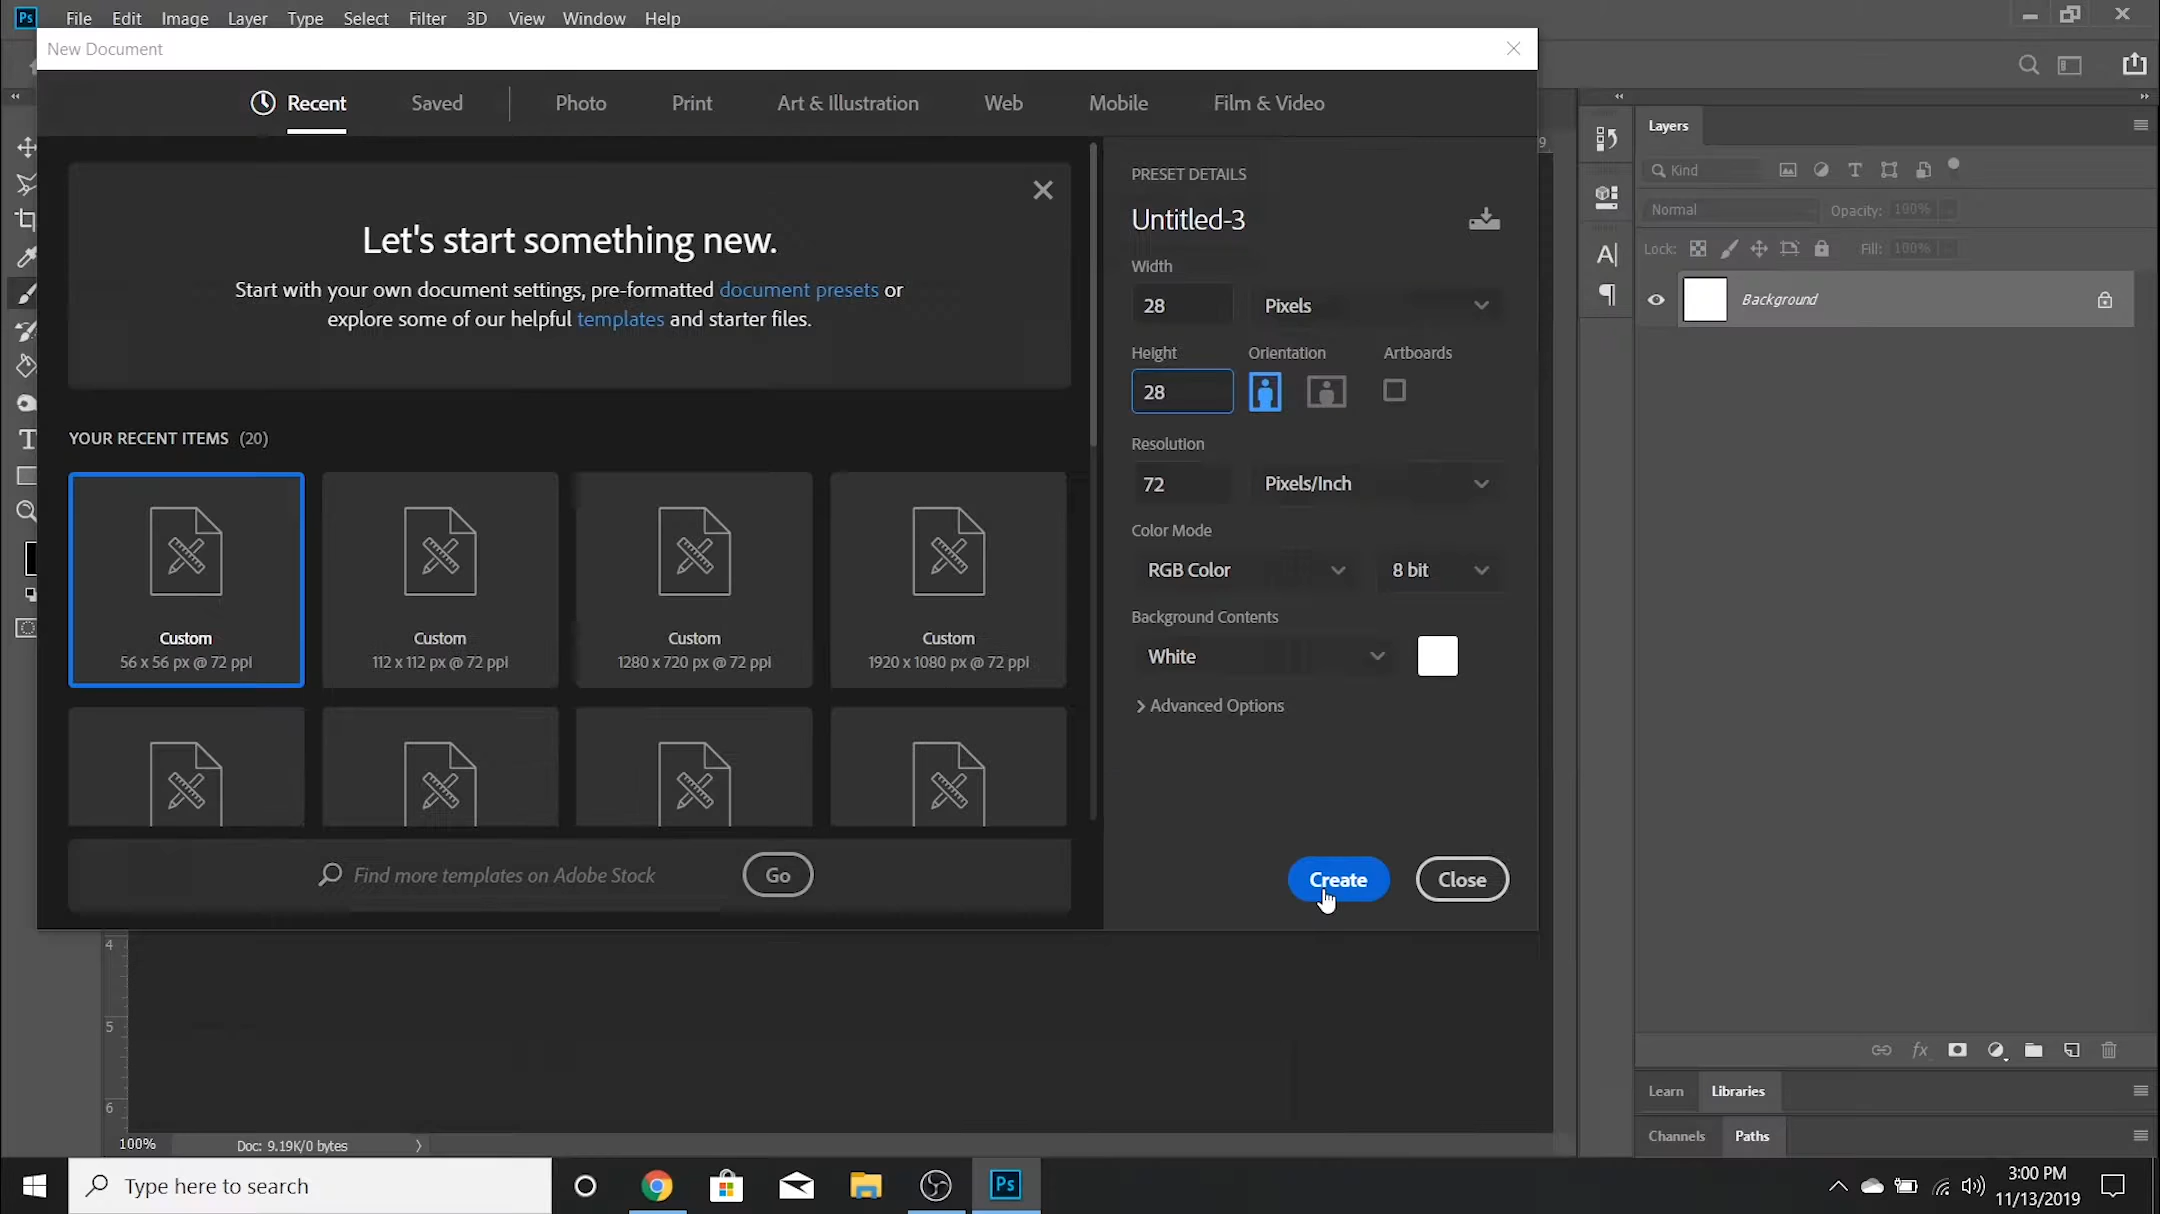 Ps File Edit Image Layer Type Select Filter 3D View Window Help
New Document
Recent Saved Photo Print Art & Illustration Web Mobile Film & Video
Let's start something new.
Start with your own document settings, pre-formatted document presets or
explore some of our helpful templates and starter files.
YOUR RECENT ITEMS (20)
Custom
56 x 56 px @ 72 ppi
Custom
112 x 112 px @ 72 ppi
Custom
1280 x 720 px @ 72 ppi
Custom
1920 x 1080 px @ 72 ppi
Find more templates on Adobe Stock Go
PRESET DETAILS
Untitled-3
Width
28 Pixels
Height Orientation Artboards
28
Resolution
72 Pixels/Inch
Color Mode
RGB Color 8 bit
Background Contents
White
Advanced Options
Create Close
9
Layers
Kind
Normal Opacity: 100%
Lock: Fill: 100%
Background
Learn Libraries
Channels Paths
4
5
6
100% Doc: 9.19K/0 bytes
Type here to search
Ps
3:00 PM
11/13/2019